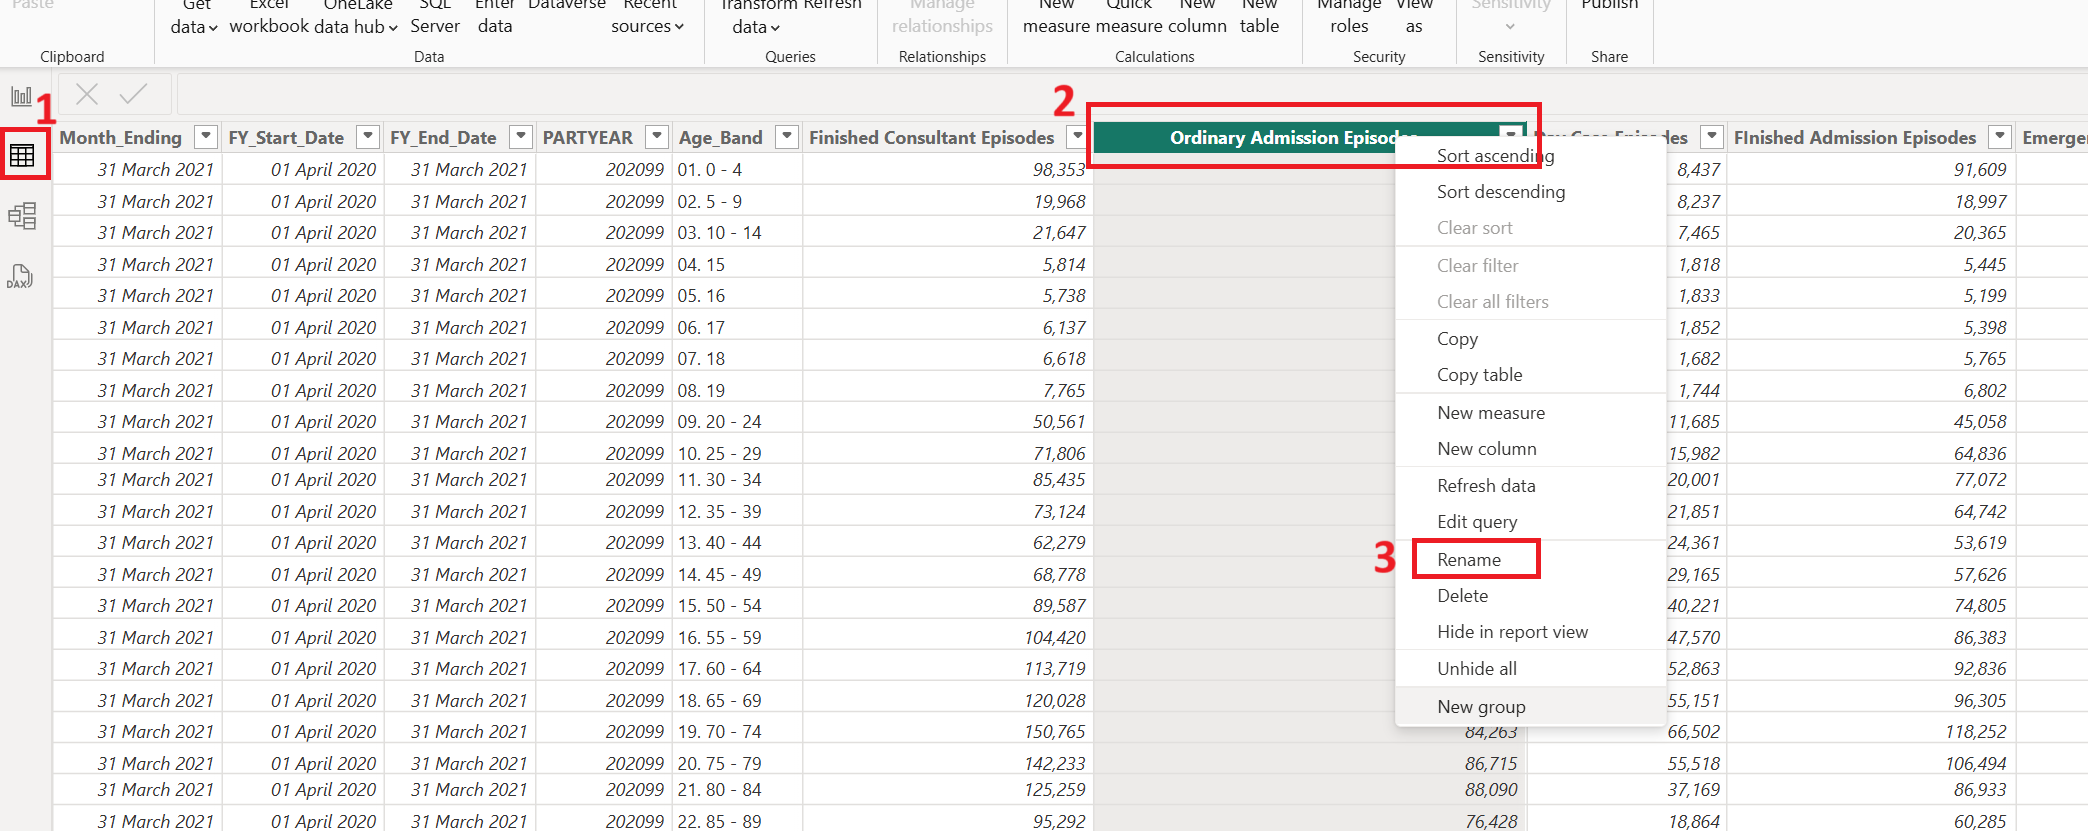 Paste
Get data
Excel workbook
OneLake data hub
SQL Server
Enter data
Dataverse
Recent sources
Transform data
Refresh
Manage relationships
New measure
Quick measure
New column
New table
Manage roles
View as
Sensitivity
Publish
Clipboard
Data
Queries
Relationships
Calculations
Security
Sensitivity
Share
1
2
DAX
Month_Ending FY_Start_Date FY_End_Date PARTYEAR Age_Band Finished Consultant Episodes Ordinary Admission Episodes FInished Admission Episodes
31 March 2021 01 April 2020 31 March 2021 202099 01. 0 - 4 98,353 8,437 91,609
31 March 2021 01 April 2020 31 March 2021 202099 02. 5 - 9 19,968 8,237 18,997
31 March 2021 01 April 2020 31 March 2021 202099 03. 10 - 14 21,647 7,465 20,365
31 March 2021 01 April 2020 31 March 2021 202099 04. 15 5,814 1,818 5,445
31 March 2021 01 April 2020 31 March 2021 202099 05. 16 5,738 1,833 5,199
31 March 2021 01 April 2020 31 March 2021 202099 06. 17 6,137 1,852 5,398
31 March 2021 01 April 2020 31 March 2021 202099 07. 18 6,618 1,682 5,765
31 March 2021 01 April 2020 31 March 2021 202099 08. 19 7,765 1,744 6,802
31 March 2021 01 April 2020 31 March 2021 202099 09. 20 - 24 50,561 11,685 45,058
31 March 2021 01 April 2020 31 March 2021 202099 10. 25 - 29 71,806 15,982 64,836
31 March 2021 01 April 2020 31 March 2021 202099 11. 30 - 34 85,435 20,001 77,072
31 March 2021 01 April 2020 31 March 2021 202099 12. 35 - 39 73,124 21,851 64,742
31 March 2021 01 April 2020 31 March 2021 202099 13. 40 - 44 62,279 24,361 53,619
31 March 2021 01 April 2020 31 March 2021 202099 14. 45 - 49 68,778 29,165 57,626
31 March 2021 01 April 2020 31 March 2021 202099 15. 50 - 54 89,587 40,221 74,805
31 March 2021 01 April 2020 31 March 2021 202099 16. 55 - 59 104,420 47,570 86,383
31 March 2021 01 April 2020 31 March 2021 202099 17. 60 - 64 113,719 52,863 92,836
31 March 2021 01 April 2020 31 March 2021 202099 18. 65 - 69 120,028 55,151 96,305
31 March 2021 01 April 2020 31 March 2021 202099 19. 70 - 74 150,765 84,263 66,502 118,252
31 March 2021 01 April 2020 31 March 2021 202099 20. 75 - 79 142,233 86,715 55,518 106,494
31 March 2021 01 April 2020 31 March 2021 202099 21. 80 - 84 125,259 88,090 37,169 86,933
31 March 2021 01 April 2020 31 March 2021 202099 22. 85 - 89 95,292 76,428 18,864 60,285
Sort ascending
Sort descending
Clear sort
Clear filter
Clear all filters
Copy
Copy table
New measure
New column
Refresh data
Edit query
3
Rename
Delete
Hide in report view
Unhide all
New group